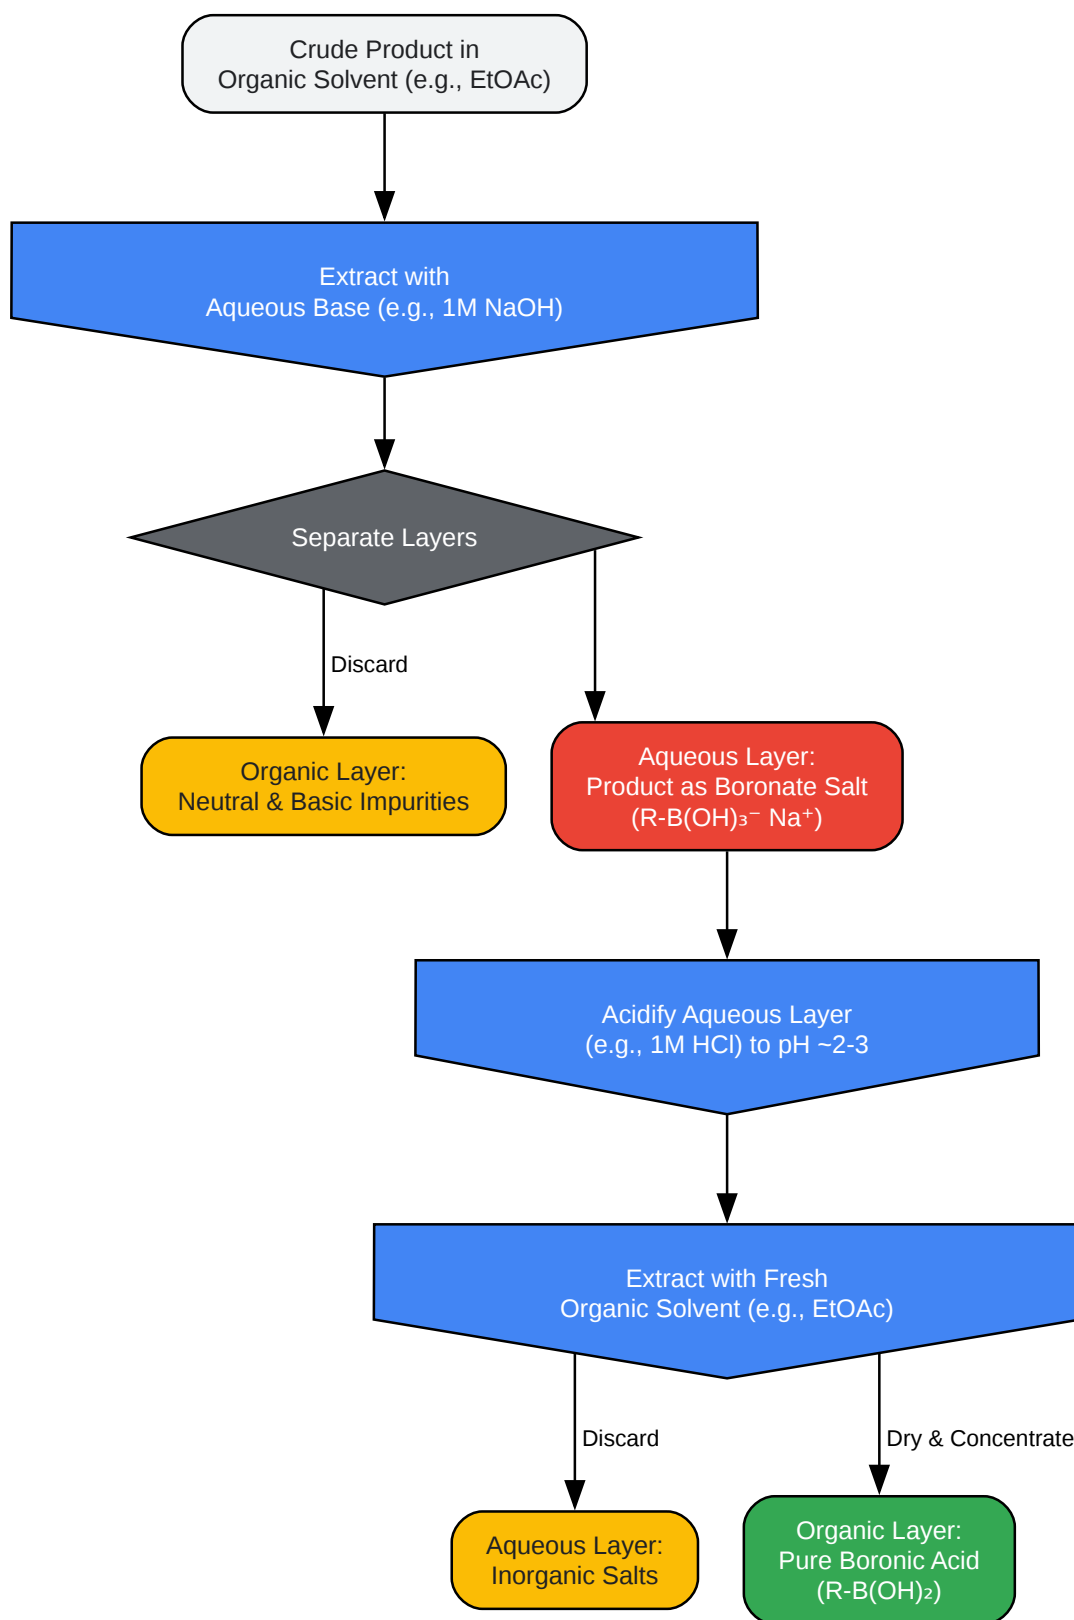 Crude Product in
Organic Solvent (e.g., EtOAc)
Extract with
Aqueous Base (e.g., 1M NaOH)
Separate Layers
Discard
Organic Layer:
Neutral & Basic Impurities
Aqueous Layer:
Product as Boronate Salt
(R-B(OH)₃⁻ Na⁺)
Acidify Aqueous Layer
(e.g., 1M HCl) to pH ~2-3
Extract with Fresh
Organic Solvent (e.g., EtOAc)
Discard
Dry & Concentrate
Aqueous Layer:
Inorganic Salts
Organic Layer:
Pure Boronic Acid
(R-B(OH)₂)